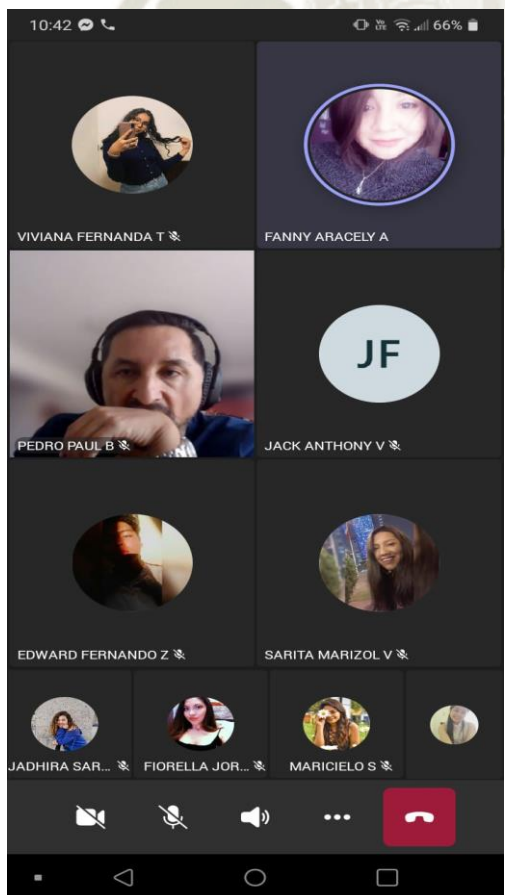 10:42 66%
VIVIANA FERNANDA T FANNY ARACELY A
JF
PEDRO PAUL B JACK ANTHONY V
EDWARD FERNANDO Z SARITA MARIZOL V
JADHIRA SAR... FIORELLA JOR... MARICIELO S